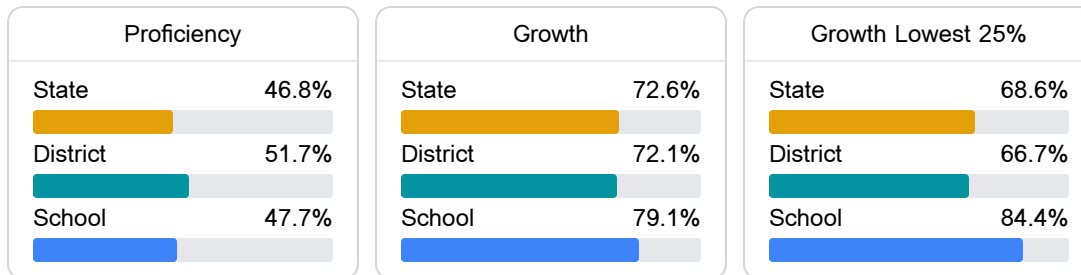 Proficiency
State 46.8%
District 51.7%
School 47.7%
Growth
State 72.6%
District 72.1%
School 79.1%
Growth Lowest 25%
State 68.6%
District 66.7%
School 84.4%